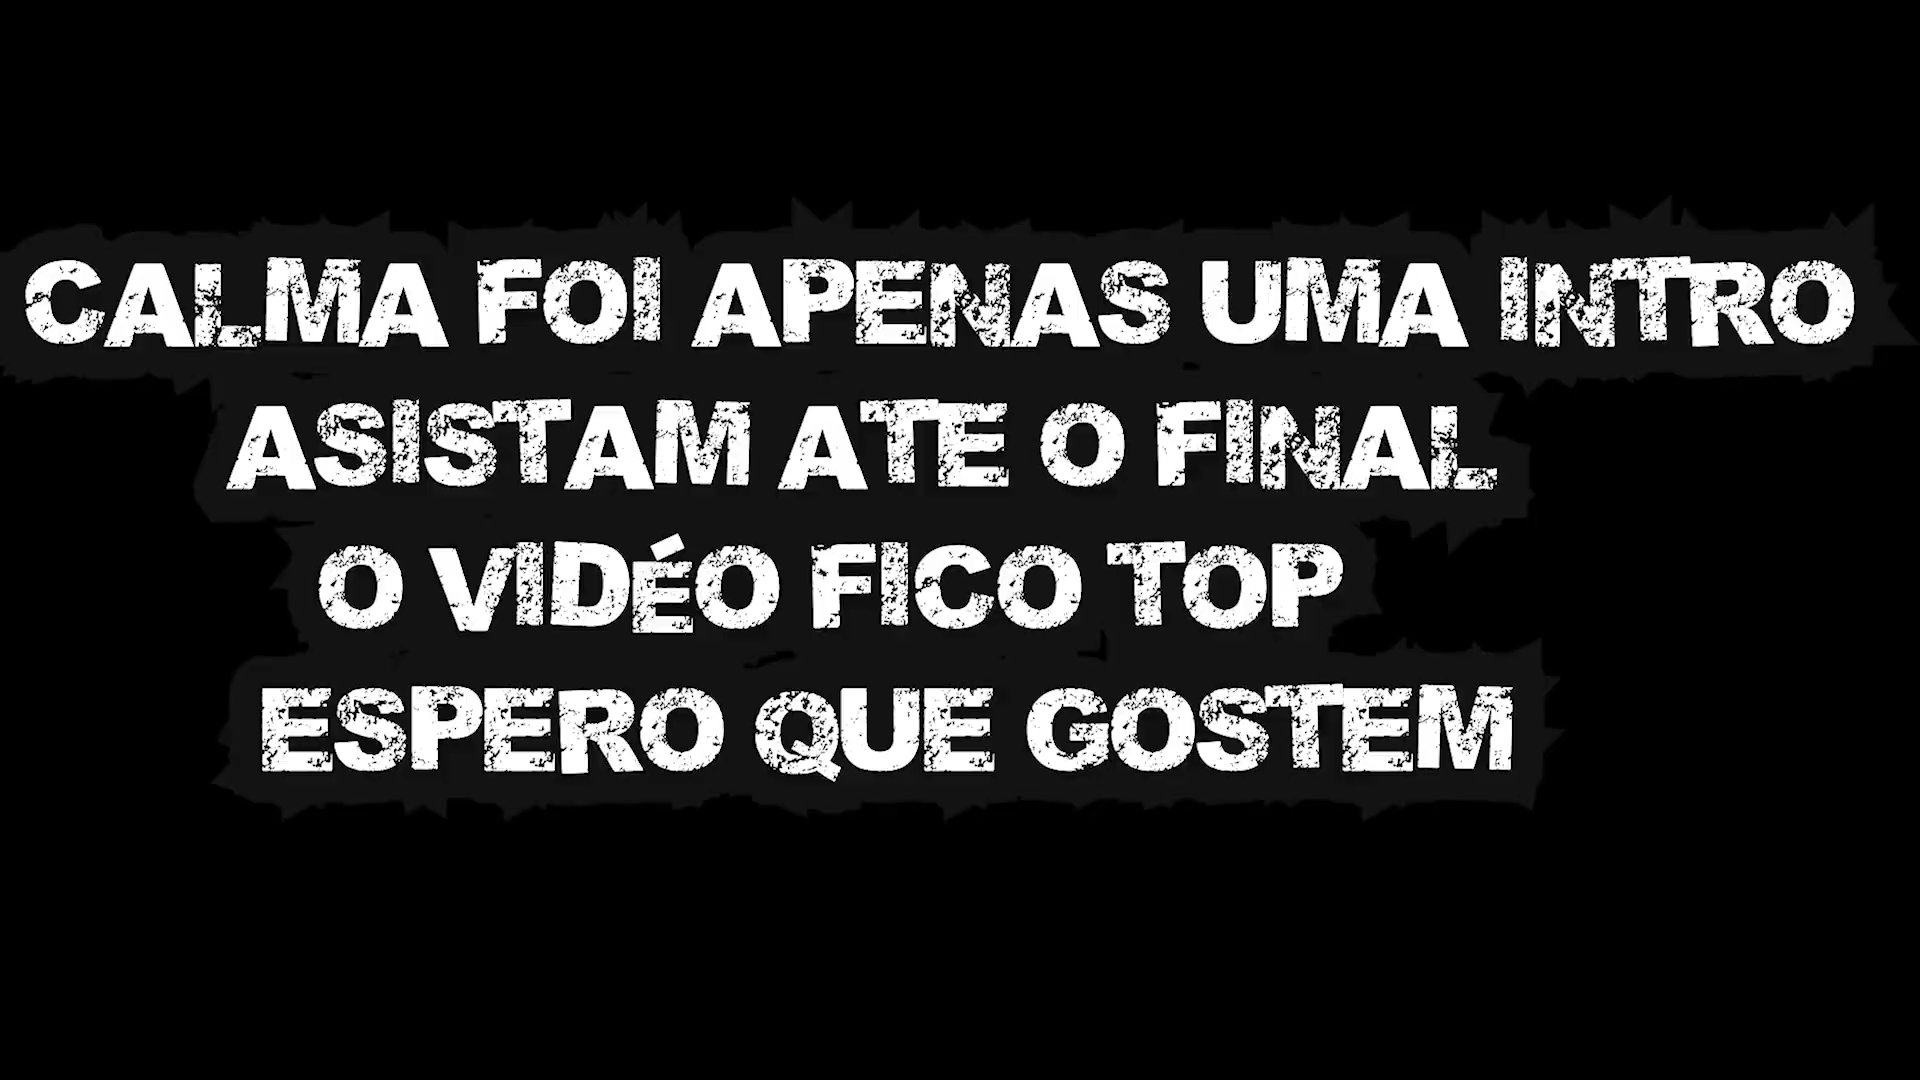 CALMA FOI APENAS UMA INTRO
ASISTAM ATE O FINAL
O VIDÉO FICO TOP
ESPERO QUE GOSTEM